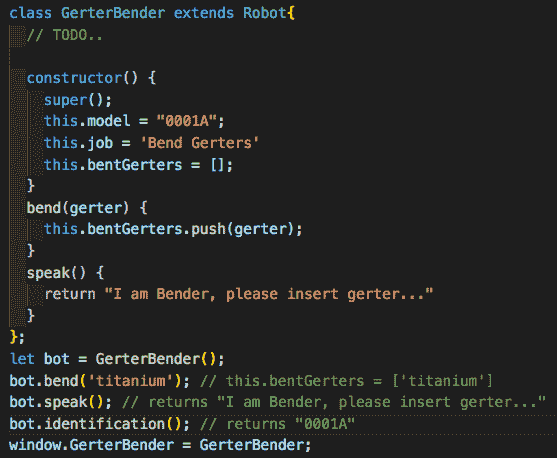 class GerterBender extends Robot{
// TODO..
constructor() {
super();
this.model = "0001A";
this.job = 'Bend Gerters'
this.bentGerters = [];
}
bend(gerter) {
this.bentGerters.push(gerter);
}
speak() {
return "I am Bender, please insert gerter..."
}
};
let bot = GerterBender();
bot.bend('titanium'); // this.bentGerters = ['titanium']
bot.speak(); // returns "I am Bender, please insert gerter..."
bot.identification(); // returns "0001A"
window.GerterBender = GerterBender;